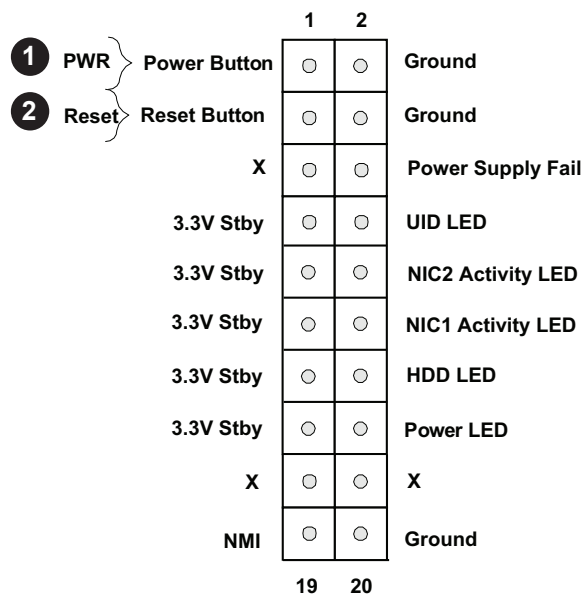 1 2
1 PWR Power Button Ground
2 Reset Reset Button Ground
X Power Supply Fail
3.3V Stby UID LED
3.3V Stby NIC2 Activity LED
3.3V Stby NIC1 Activity LED
3.3V Stby HDD LED
3.3V Stby Power LED
X X
NMI Ground
19 20